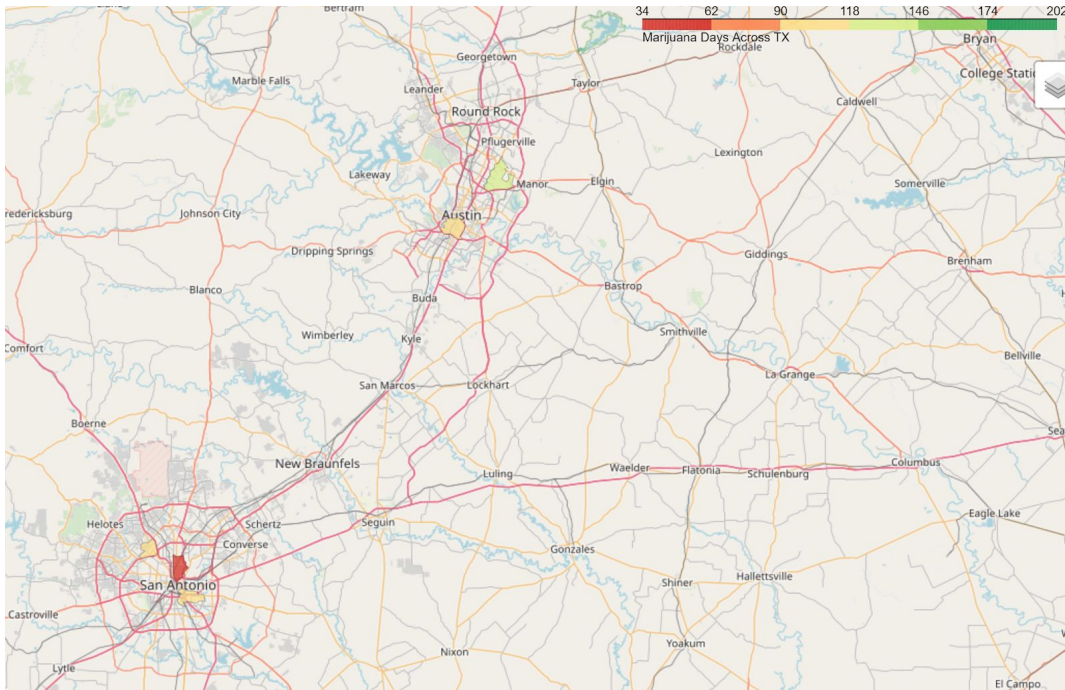 Bertram
34 62 90 118 146 174 202
Marijuana Days Across TX
Rockdale
Bryan
Georgetown
College Statio
Marble Falls
Leander
Taylor
Caldwell
Round Rock
Pflugerville
Lexington
Lakeway
Manor
Elgin
Somerville
redericksburg
Johnson City
Austin
Dripping Springs
Giddings
Brenham
Blanco
Buda
Bastrop
Smithville
Wimberley
Kyle
Comfort
Bellville
San Marcos
Lockhart
La Grange
Boerne
Sea
New Braunfels
Luling
Waelder
Flatonia
Schulenburg
Columbus
Helotes
Schertz
Seguin
Eagle Lake
Converse
Gonzales
San Antonio
Shiner
Hallettsville
Castroville
Nixon
Yoakum
Lytle
El Campo